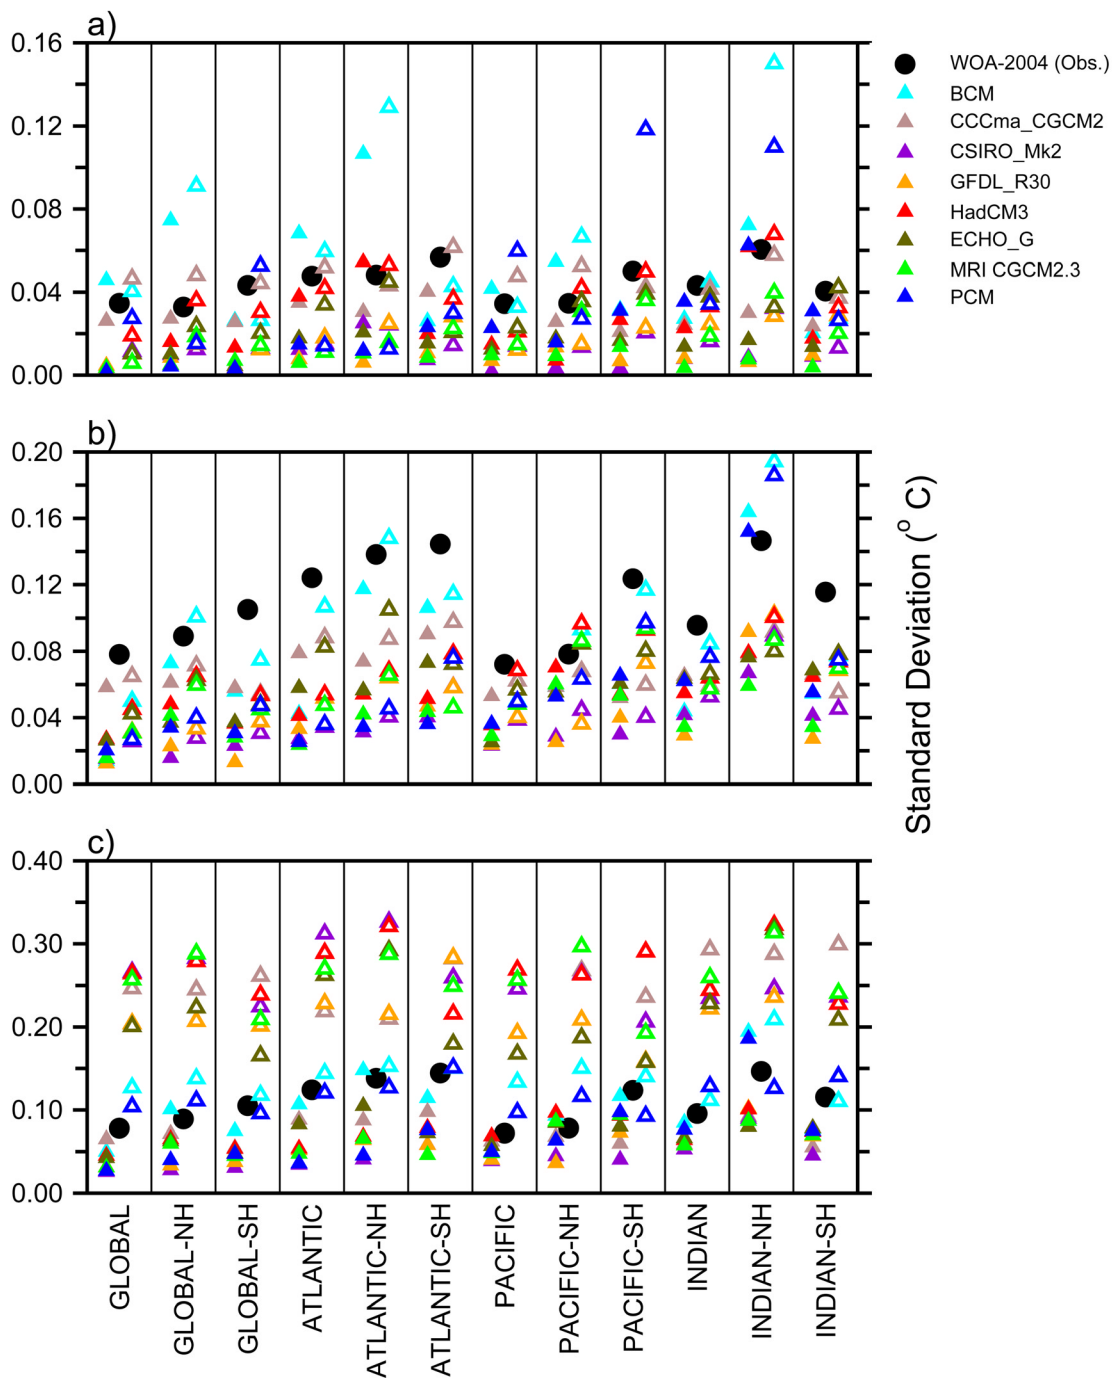 a)
0.16
0.12
0.08
0.04
0.00
WOA-2004 (Obs.)
BCM
CCCma_CGCM2
CSIRO_Mk2
GFDL_R30
HadCM3
ECHO_G
MRI CGCM2.3
PCM
b)
0.20
0.16
0.12
0.08
0.04
0.00
Standard Deviation (° C)
c)
0.40
0.30
0.20
0.10
0.00
GLOBAL
GLOBAL-NH
GLOBAL-SH
ATLANTIC
ATLANTIC-NH
ATLANTIC-SH
PACIFIC
PACIFIC-NH
PACIFIC-SH
INDIAN
INDIAN-NH
INDIAN-SH